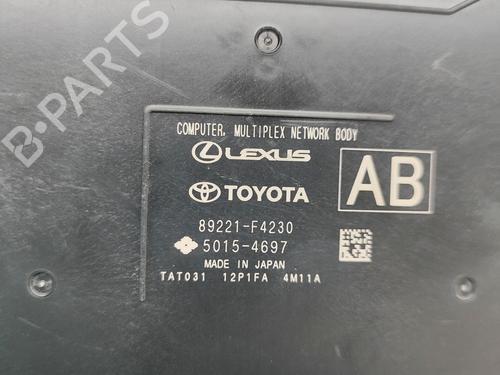 B-PARTS
COMPUTER, MULTIPLEX NETWORK BODY
LEXUS
TOYOTA
AB
89221-F4230
5015-4697
MADE IN JAPAN
TAT031 12P1FA 4M11A